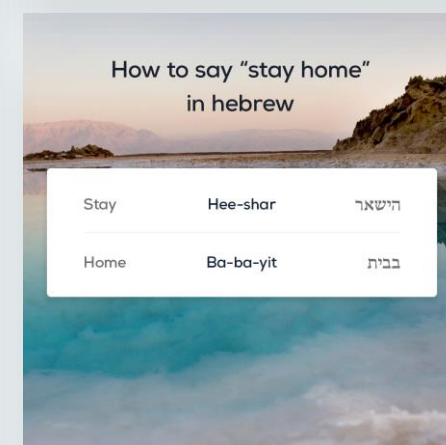 How to say “stay home”
in hebrew
Stay Hee-shar הישאר
Home Ba-ba-yit בבית